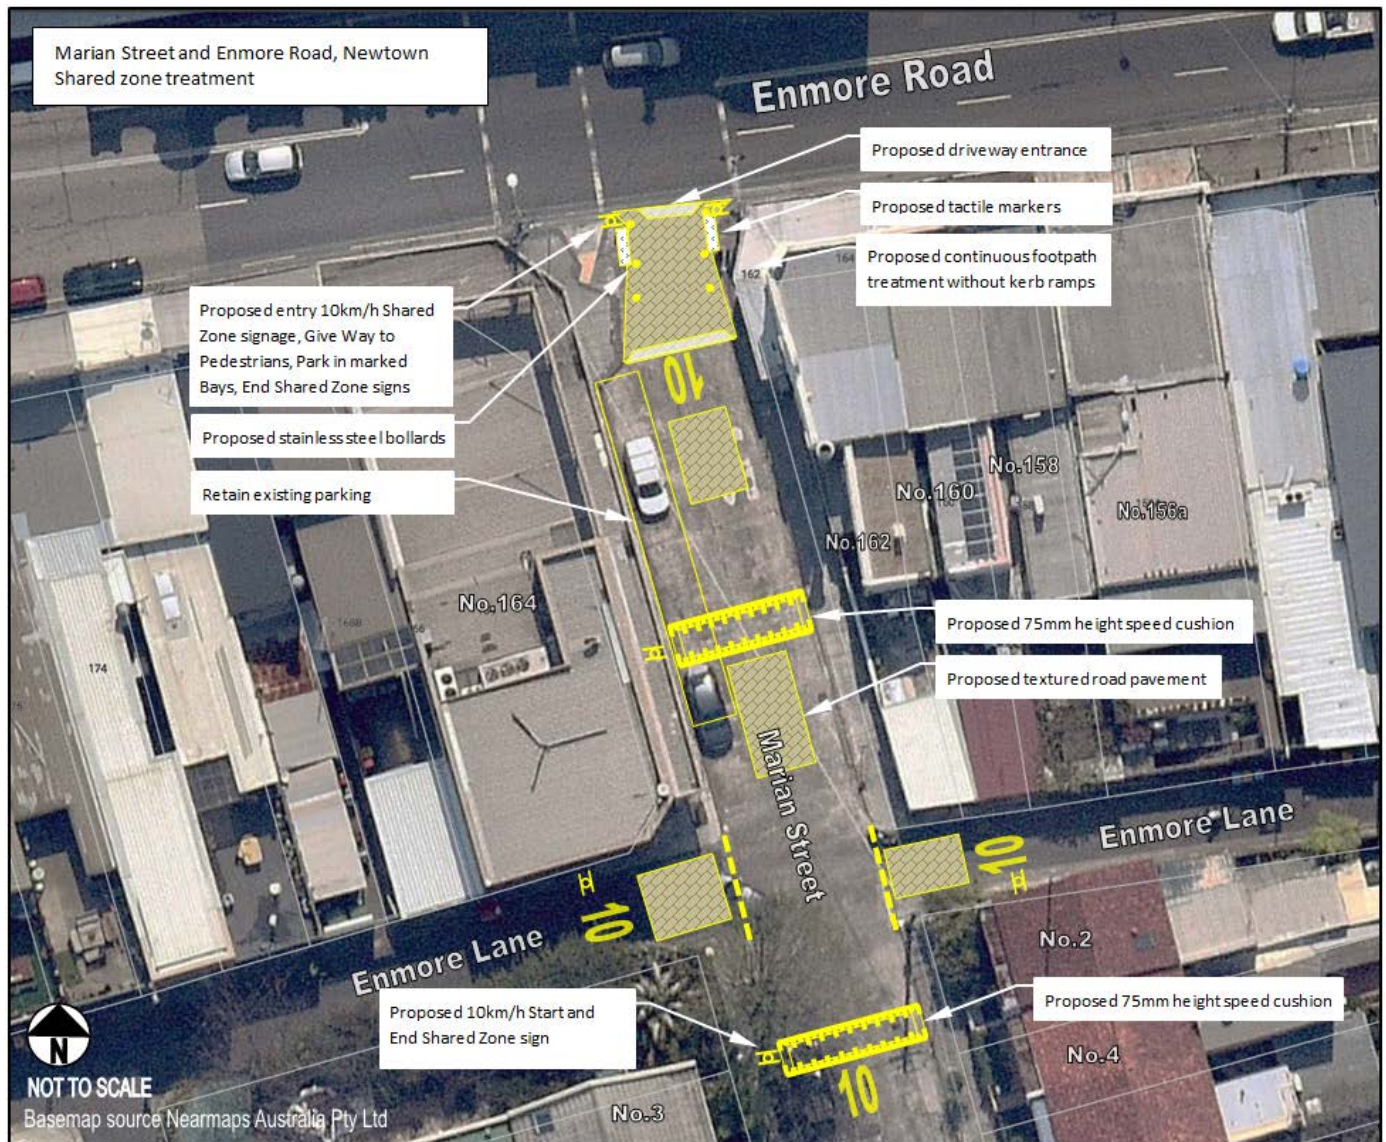 Marian Street and Enmore Road, Newtown
Shared zone treatment
Enmore Road
Proposed driveway entrance
Proposed tactile markers
Proposed continuous footpath
treatment without kerb ramps
162
164
Proposed entry 10km/h Shared
Zone signage, Give Way to
Pedestrians, Park in marked
Bays, End Shared Zone signs
Proposed stainless steel bollards
Retain existing parking
10
No.158
No.160
No.156a
No.162
No.164
168B
174
Proposed 75mm height speed cushion
Proposed textured road pavement
Marian Street
Enmore Lane
10
10
Enmore Lane
No.2
Proposed 10km/h Start and
End Shared Zone sign
Proposed 75mm height speed cushion
No.4
10
No.3
N
NOT TO SCALE
Basemap source Nearmaps Australia Pty Ltd